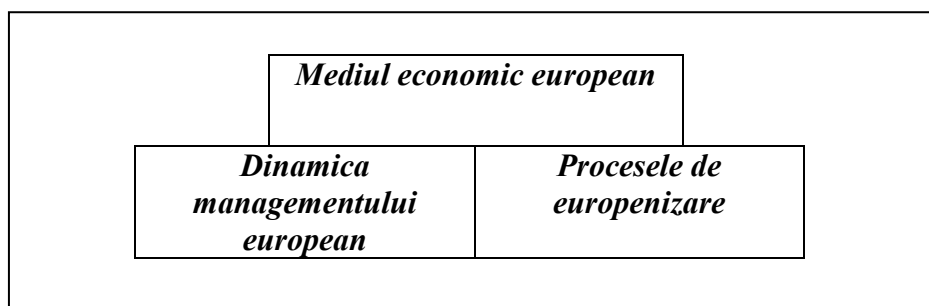 Mediul economic european
Dinamica
managementului
european
Procesele de
europenizare